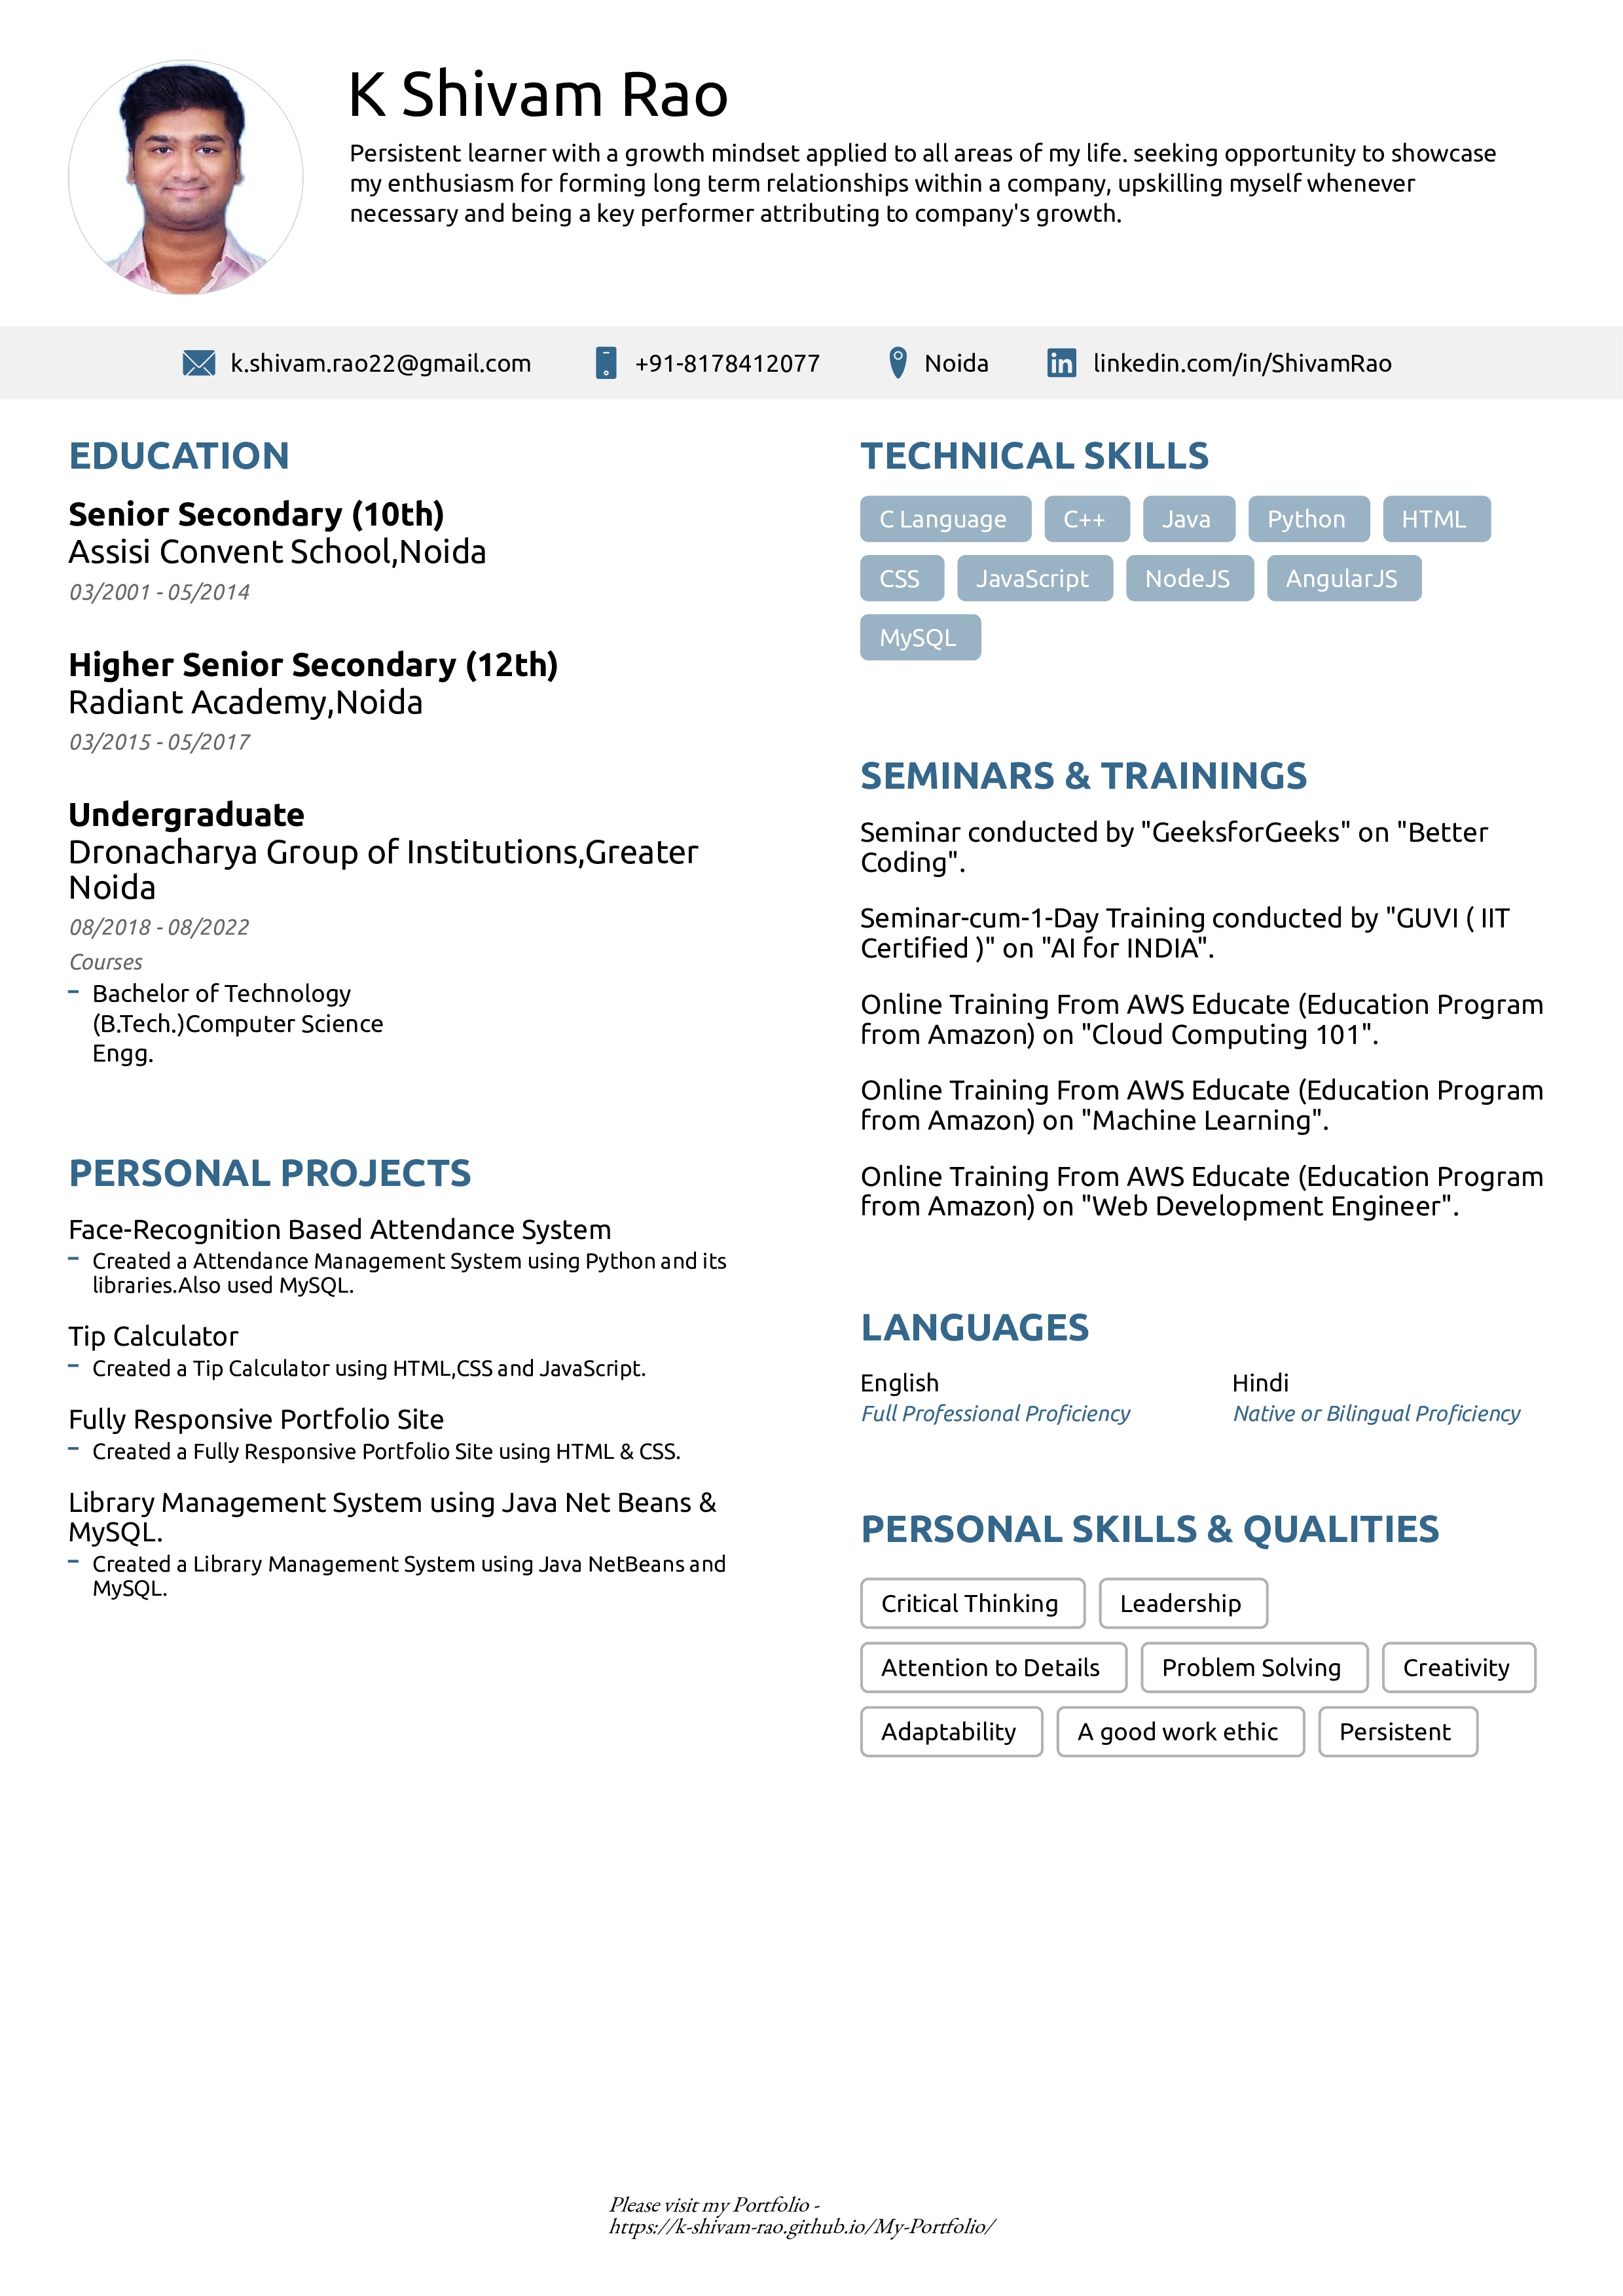 K Shivam Rao
Persistent learner with a growth mindset applied to all areas of my life. seeking opportunity to showcase
my enthusiasm for forming long term relationships within a company, upskilling myself whenever
necessary and being a key performer attributing to company's growth.
k.shivam.rao22@gmail.com
+91-8178412077
Noida
linkedin.com/in/ShivamRao
EDUCATION
Senior Secondary (10th)
Assisi Convent School,Noida
03/2001 - 05/2014
Higher Senior Secondary (12th)
Radiant Academy,Noida
03/2015 - 05/2017
Undergraduate
Dronacharya Group of Institutions,Greater
Noida
08/2018 - 08/2022
Courses
– Bachelor of Technology
(B.Tech.)Computer Science
Engg.
PERSONAL PROJECTS
Face-Recognition Based Attendance System
– Created a Attendance Management System using Python and its
libraries.Also used MySQL.
Tip Calculator
– Created a Tip Calculator using HTML,CSS and JavaScript.
Fully Responsive Portfolio Site
– Created a Fully Responsive Portfolio Site using HTML & CSS.
Library Management System using Java Net Beans &
MySQL.
– Created a Library Management System using Java NetBeans and
MySQL.
TECHNICAL SKILLS
C Language C++ Java Python HTML
CSS JavaScript NodeJS AngularJS
MySQL
SEMINARS & TRAININGS
Seminar conducted by "GeeksforGeeks" on "Better
Coding".
Seminar-cum-1-Day Training conducted by "GUVI ( IIT
Certified )" on "AI for INDIA".
Online Training From AWS Educate (Education Program
from Amazon) on "Cloud Computing 101".
Online Training From AWS Educate (Education Program
from Amazon) on "Machine Learning".
Online Training From AWS Educate (Education Program
from Amazon) on "Web Development Engineer".
LANGUAGES
English
Full Professional Proficiency
Hindi
Native or Bilingual Proficiency
PERSONAL SKILLS & QUALITIES
Critical Thinking Leadership
Attention to Details Problem Solving Creativity
Adaptability A good work ethic Persistent
Please visit my Portfolio -
https://k-shivam-rao.github.io/My-Portfolio/